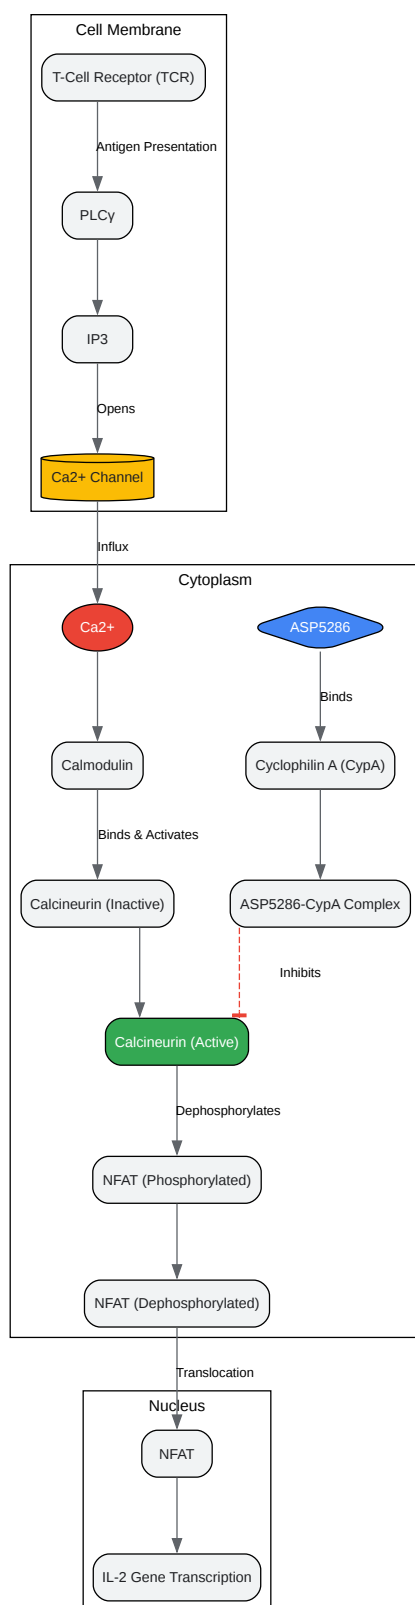 Cell Membrane
T-Cell Receptor (TCR)
Antigen Presentation
PLCγ
IP3
Opens
Ca2+ Channel
Influx
Cytoplasm
Ca2+
ASP5286
Binds
Calmodulin
Cyclophilin A (CypA)
Binds & Activates
Calcineurin (Inactive)
ASP5286-CypA Complex
Inhibits
Calcineurin (Active)
Dephosphorylates
NFAT (Phosphorylated)
NFAT (Dephosphorylated)
Translocation
Nucleus
NFAT
IL-2 Gene Transcription